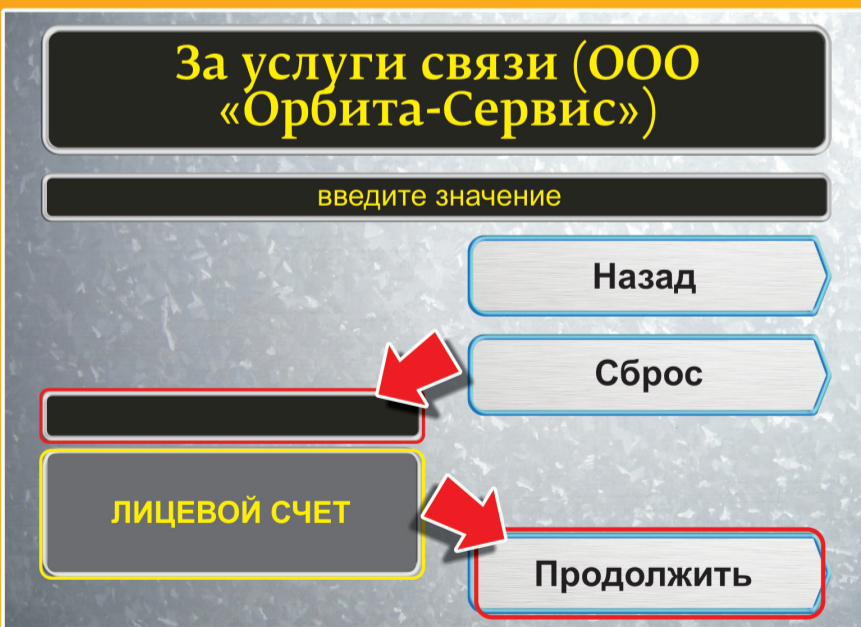 За услуги связи (ООО
«Орбита-Сервис»)
введите значение
Назад
Сброс
ЛИЦЕВОЙ СЧЕТ
Продолжить